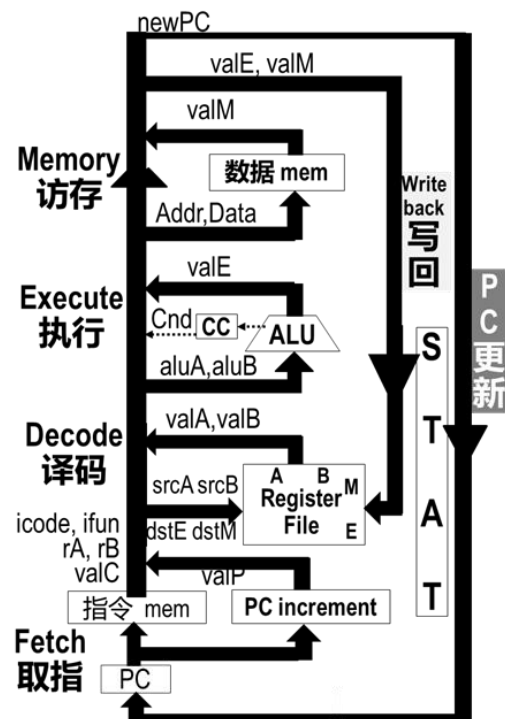 newPC
valE, valM
valM
Memory
访存
数据 mem
Write
back
写
回
Addr,Data
valE
Execute
执行
Cnd
CC
ALU
aluA,aluB
P
C
更
新
S
T
A
T
valA,valB
Decode
译码
A B
M
Register
File
E
srcA srcB
dstE dstM
icode, ifun
rA, rB
valC
valP
指令 mem
PC increment
Fetch
取指
PC